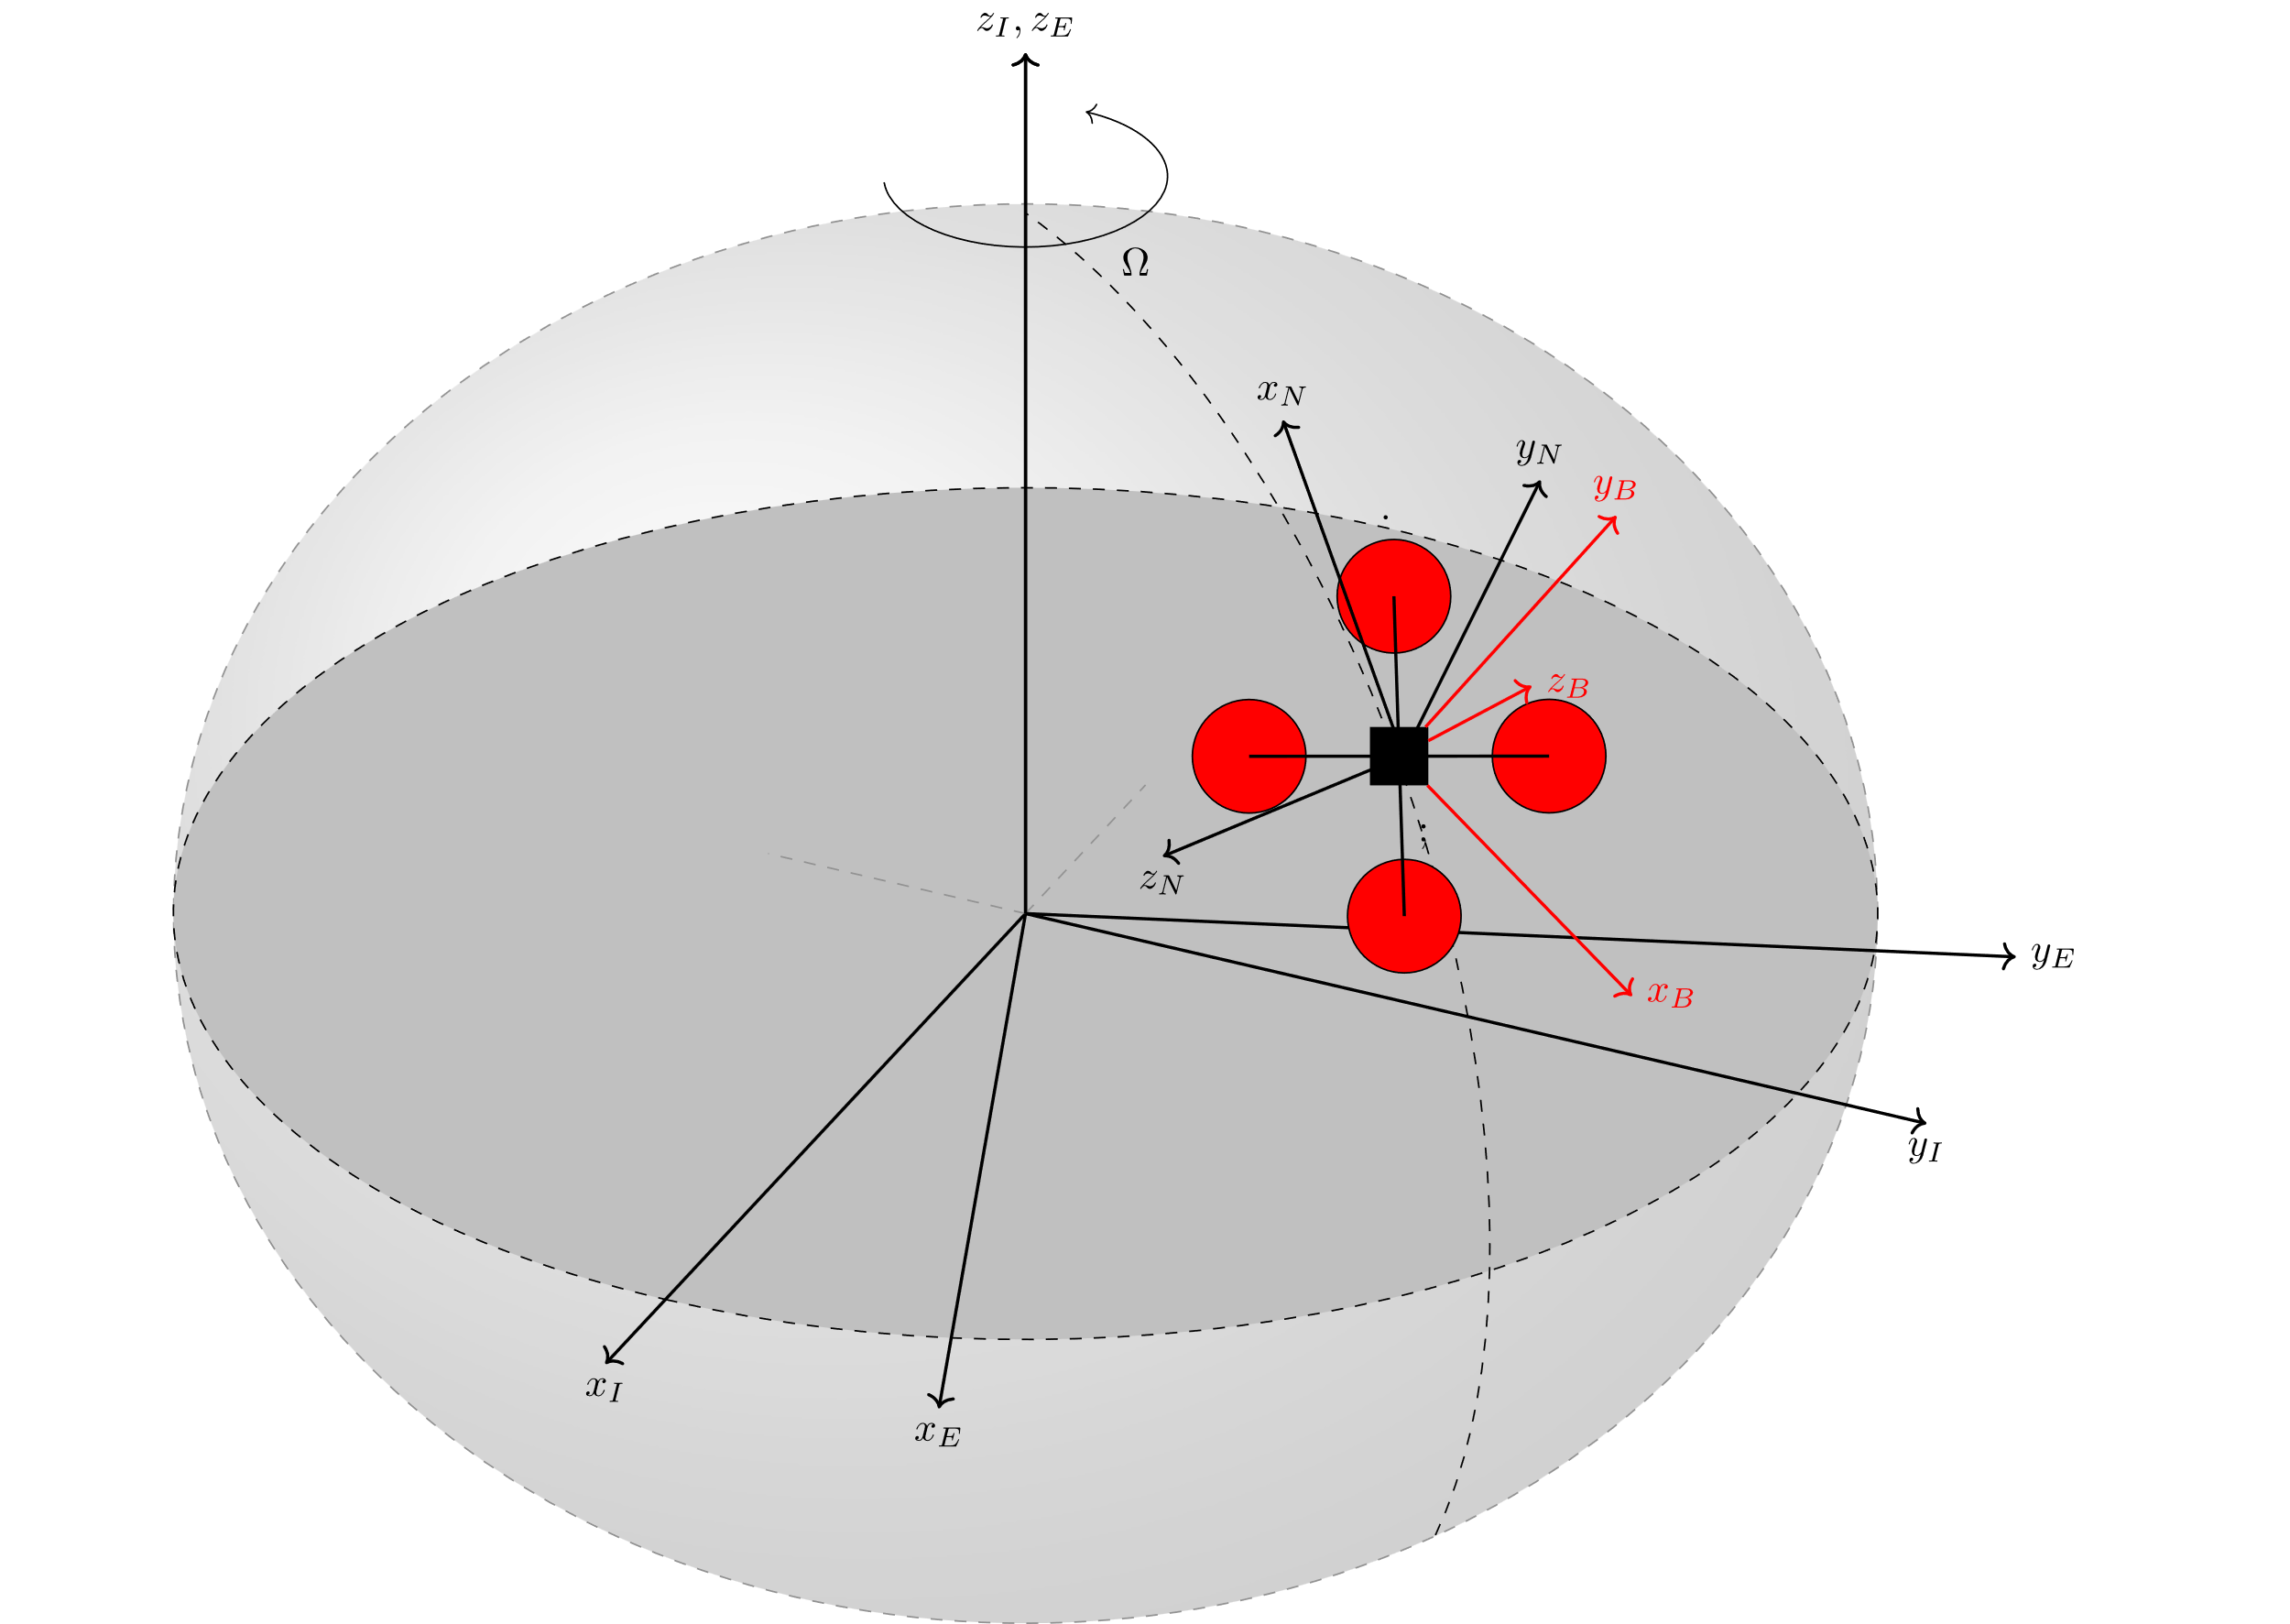 z_I, z_E
Ω
x_N
y_N
y_B
z_B
z_N
y_E
x_B
y_I
x_I
x_E